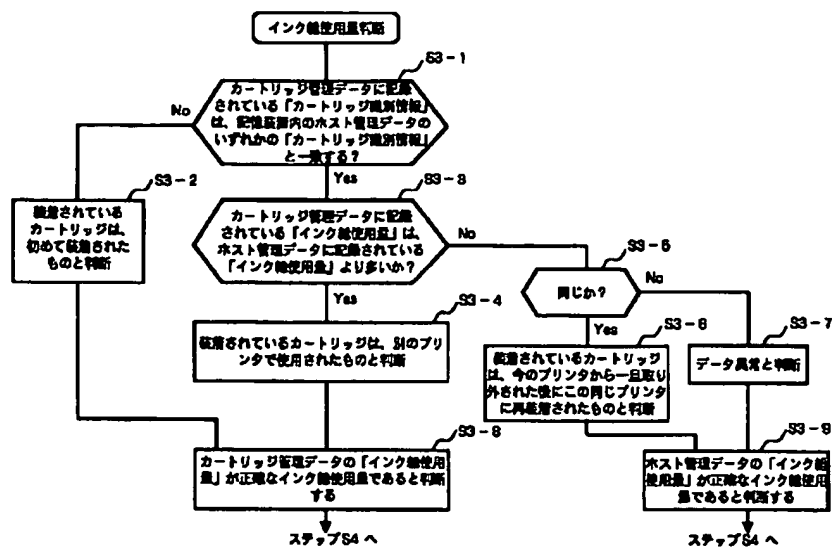 インク総使用量判断
S3-1
カートリッジ管理データに記録
されている「カートリッジ識別情報」
は、記憶装置内のホスト管理データの
いずれかの「カートリッジ識別情報」
と一致する?
No
Yes
S3-2
装着されている
カートリッジは、
初めて装着された
ものと判断
S3-3
カートリッジ管理データに記録
されている「インク総使用量」は、
ホスト管理データに記録されている
「インク総使用量」より多いか?
No
Yes
S3-4
装着されているカートリッジは、別のプリ
ンタで使用されたものと判断
S3-5
同じか?
No
Yes
S3-6
装着されているカートリッジ
は、今のプリンタから一旦取り
外された後にこの同じプリンタ
に再装着されたものと判断
S3-7
データ異常と判断
S3-8
カートリッジ管理データの「インク総使用
量」が正確なインク総使用量であると判断
する
ステップS4 へ
S3-9
ホスト管理データの「インク
総使用量」が正確なインク総使用
量であると判断する
ステップS4 へ